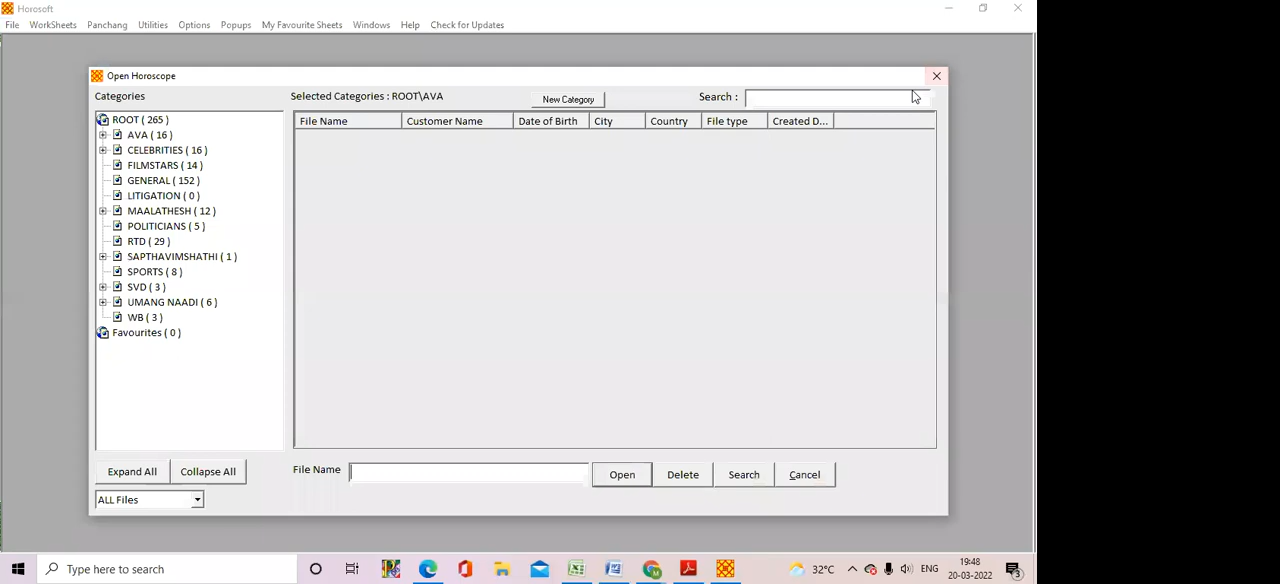 Horosoft
File WorkSheets Panchang Utilities Options Popups My Favourite Sheets Windows Help Check for Updates
Open Horoscope
Categories Selected Categories : ROOT\AVA New Category Search :
File Name Customer Name Date of Birth City Country File type Created D...
ROOT ( 265 )
AVA ( 16 )
CELEBRITIES ( 16 )
FILMSTARS ( 14 )
GENERAL ( 152 )
LITIGATION ( 0 )
MAALATHESH ( 12 )
POLITICIANS ( 5 )
RTD ( 29 )
SAPTHAVIMSHATHI ( 1 )
SPORTS ( 8 )
SVD ( 3 )
UMANG NAADI ( 6 )
WB ( 3 )
Favourites ( 0 )
Expand All Collapse All File Name Open Delete Search Cancel
ALL Files
Type here to search 32°C ENG 19:48
20-03-2022 3